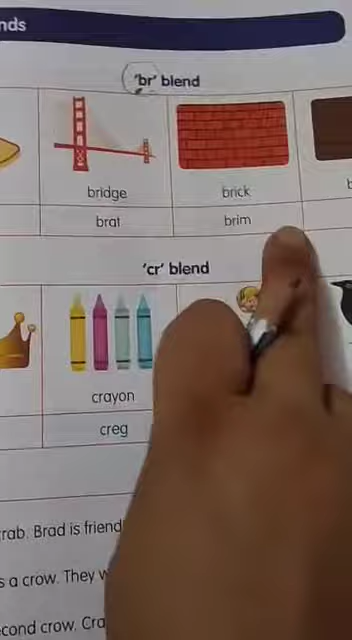 nds
'br' blend
bridge brick b
brat brim
'cr' blend
crayon
creg
rab. Brad is friend
s a crow. They w
cond crow. Cra